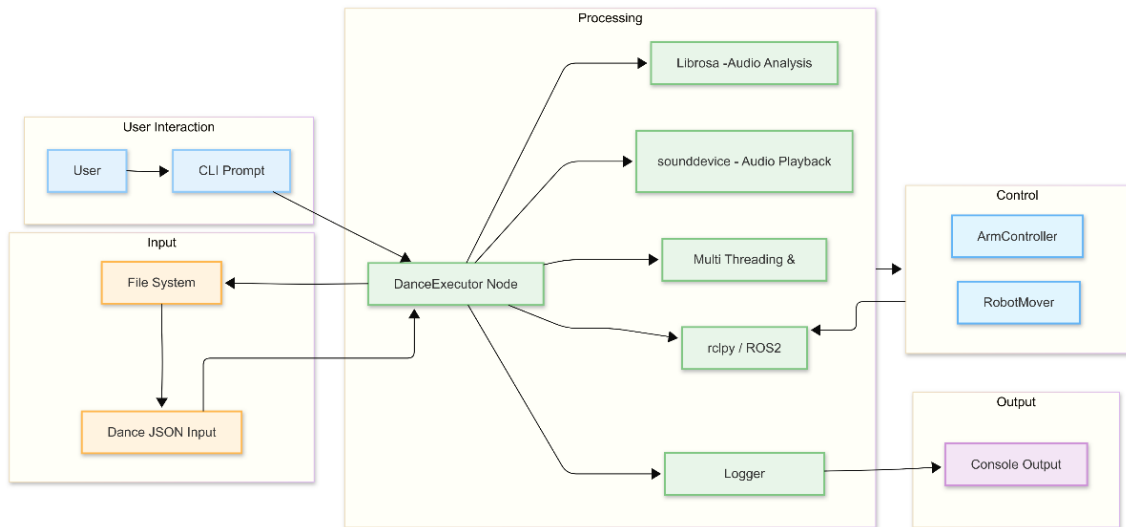 Processing
Librosa -Audio Analysis
User Interaction
User
CLI Prompt
sounddevice - Audio Playback
Control
ArmController
Input
File System
DanceExecutor Node
Multi Threading &
RobotMover
rclpy / ROS2
Dance JSON Input
Output
Logger
Console Output